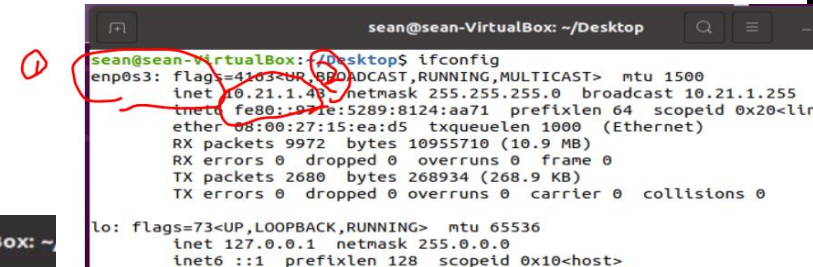 sean@sean-VirtualBox: ~/Desktop
1
2
sean@sean-VirtualBox:~/Desktop$ ifconfig
enp0s3: flags=4163<UP,BROADCAST,RUNNING,MULTICAST> mtu 1500
inet 10.21.1.43 netmask 255.255.255.0 broadcast 10.21.1.255
inet6 fe80::971e:5289:8124:aa71 prefixlen 64 scopeid 0x20<lin
ether 08:00:27:15:ea:d5 txqueuelen 1000 (Ethernet)
RX packets 9972 bytes 10955710 (10.9 MB)
RX errors 0 dropped 0 overruns 0 frame 0
TX packets 2680 bytes 268934 (268.9 KB)
TX errors 0 dropped 0 overruns 0 carrier 0 collisions 0
lo: flags=73<UP,LOOPBACK,RUNNING> mtu 65536
inet 127.0.0.1 netmask 255.0.0.0
inet6 ::1 prefixlen 128 scopeid 0x10<host>
ox: ~/